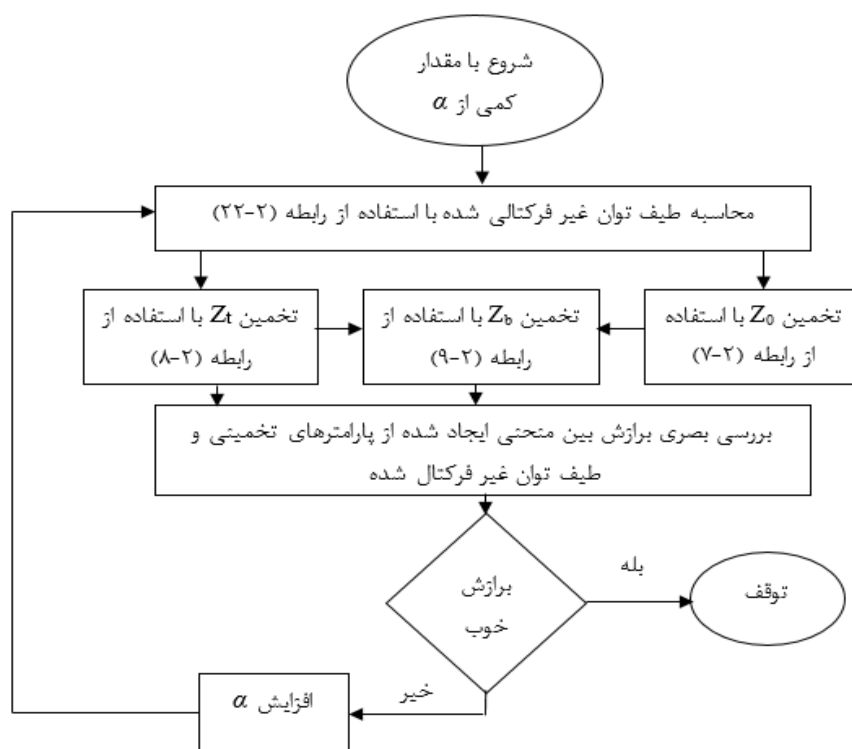 شروع با مقدار
کمی از α
محاسبه طیف توان غیر فرکتالی شده با استفاده از رابطه (۲-۲۲)
تخمین Z₀ با استفاده
از رابطه (۲-۷)
تخمین Zb با استفاده از
رابطه (۲-۹)
تخمین Zt با استفاده از
رابطه (۲-۸)
بررسی بصری برازش بین منحنی ایجاد شده از پارامترهای تخمینی و
طیف توان غیر فرکتال شده
برازش
خوب
بله
توقف
خیر
افزایش α